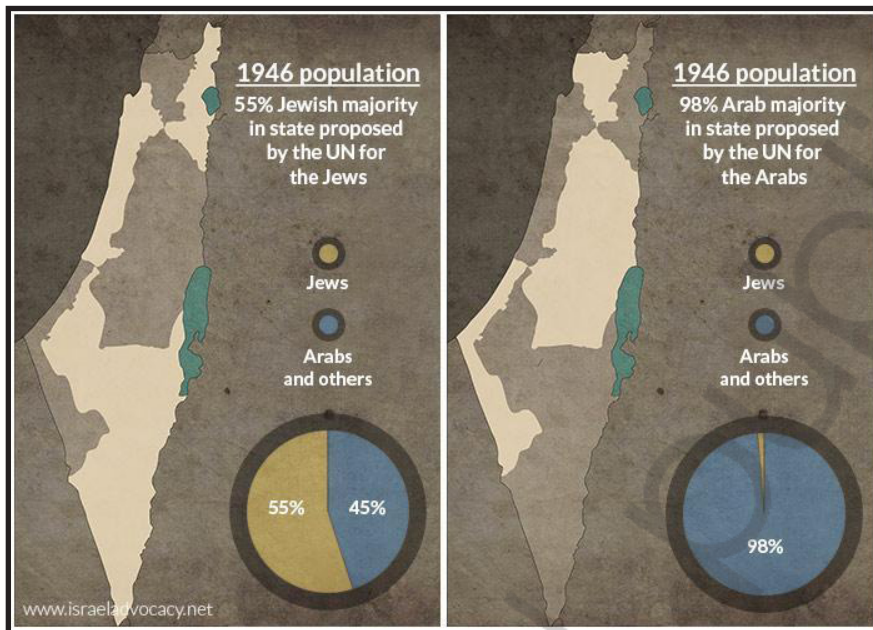 1946 population
55% Jewish majority
in state proposed
by the UN for
the Jews
Jews
Arabs
and others
55%
45%
www.israeladvocacy.net
1946 population
98% Arab majority
in state proposed
by the UN for
the Arabs
Jews
Arabs
and others
98%